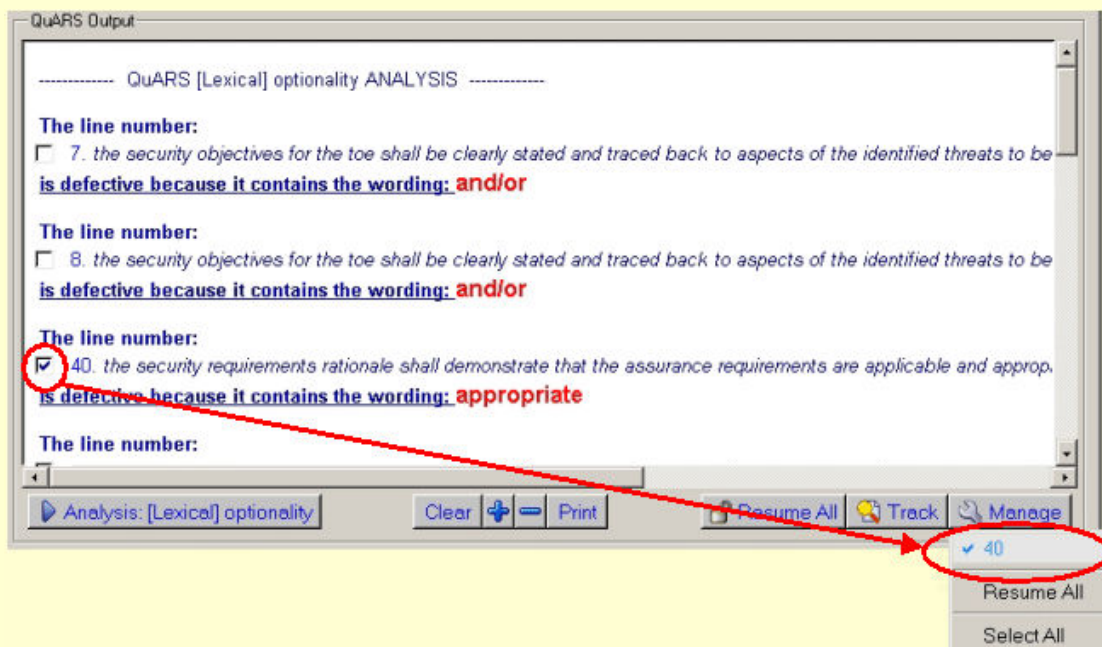 QuARS Output
------------- QuARS [Lexical] optionality ANALYSIS -------------
The line number:
7. the security objectives for the toe shall be clearly stated and traced back to aspects of the identified threats to be
is defective because it contains the wording: and/or
The line number:
8. the security objectives for the toe shall be clearly stated and traced back to aspects of the identified threats to be
is defective because it contains the wording: and/or
The line number:
40. the security requirements rationale shall demonstrate that the assurance requirements are applicable and approp.
is defective because it contains the wording: appropriate
The line number:
Analysis: [Lexical] optionality Clear Print Resume All Track Manage
40
Resume All
Select All